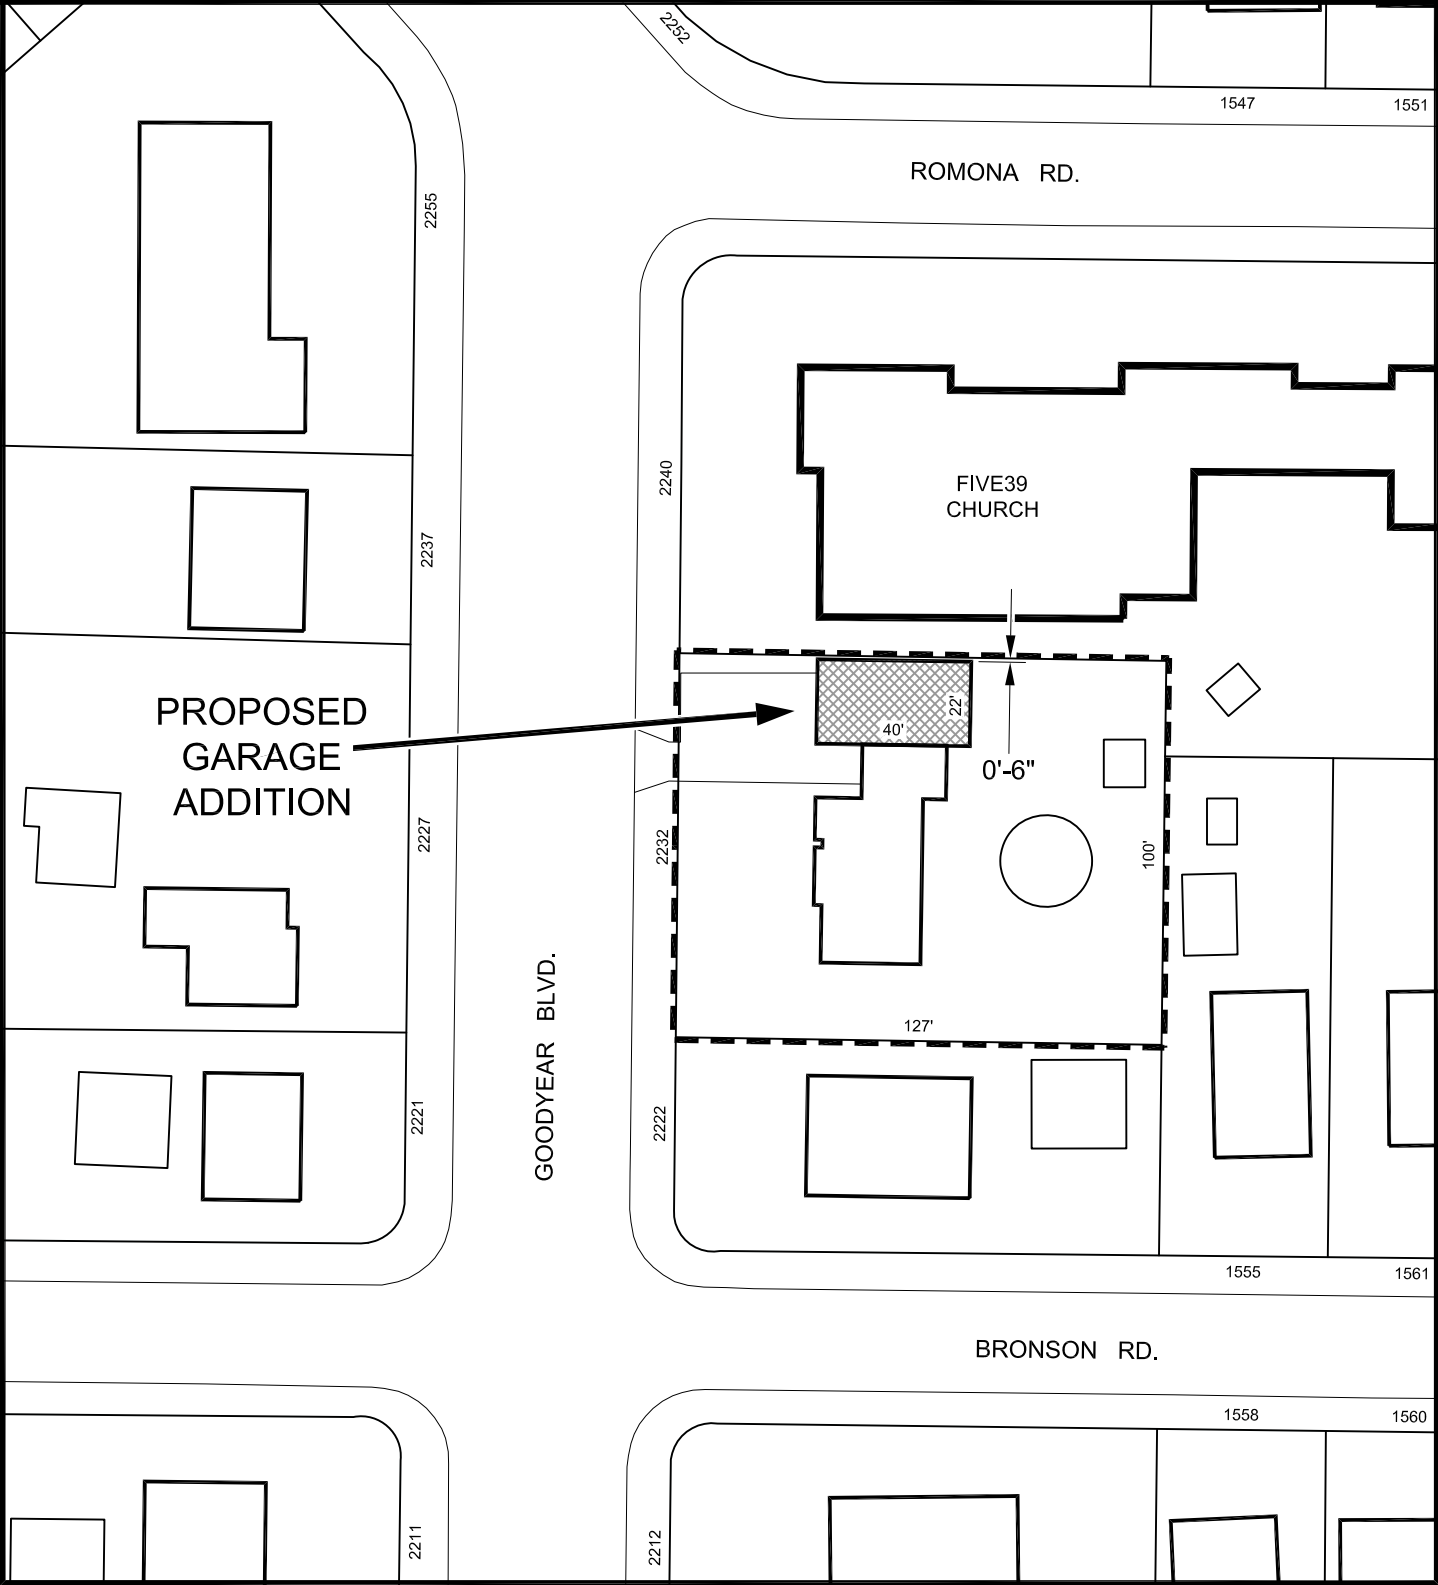 2252
1547
1551
ROMONA RD.
2255
2240
FIVE39
CHURCH
2237
PROPOSED
GARAGE
ADDITION
22'
40'
0'-6"
2227
2232
100'
127'
GOODYEAR BLVD.
2221
2222
1555
1561
BRONSON RD.
1558
1560
2211
2212